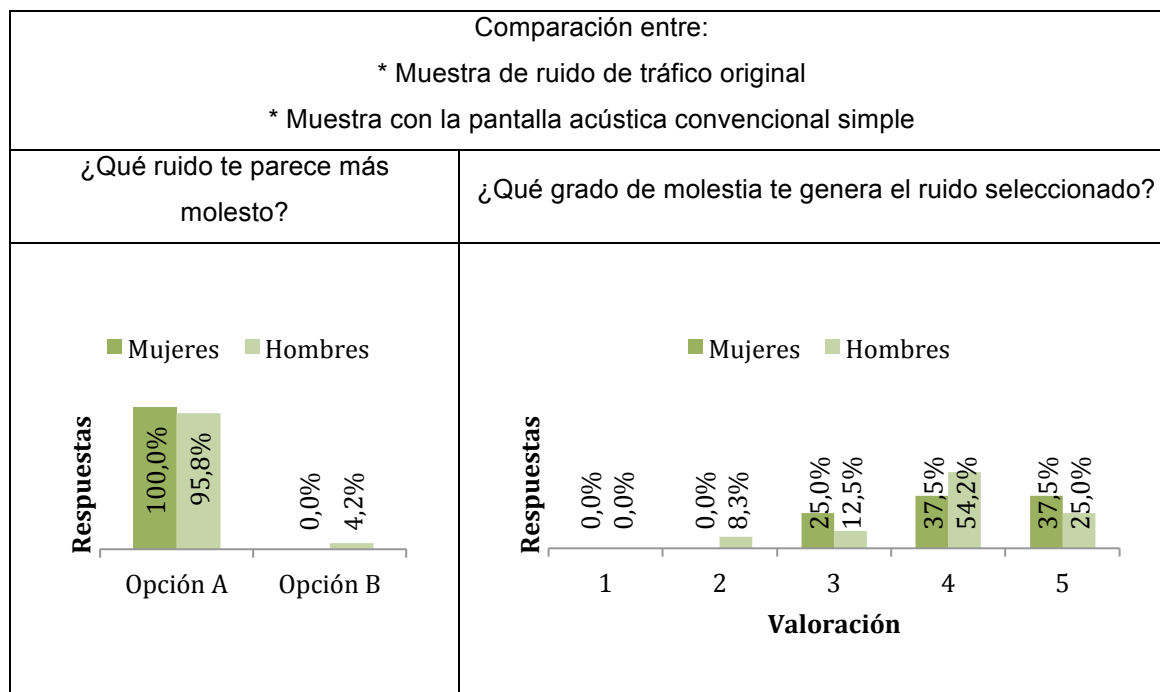 Comparación entre:
* Muestra de ruido de tráfico original
* Muestra con la pantalla acústica convencional simple
¿Qué ruido te parece más
molesto?
¿Qué grado de molestia te genera el ruido seleccionado?
Mujeres Hombres
Respuestas
100,0%
95,8%
0,0%
4,2%
Opción A Opción B
Mujeres Hombres
Respuestas
0,0%
0,0%
0,0%
8,3%
25,0%
12,5%
37,5%
54,2%
37,5%
25,0%
1 2 3 4 5
Valoración